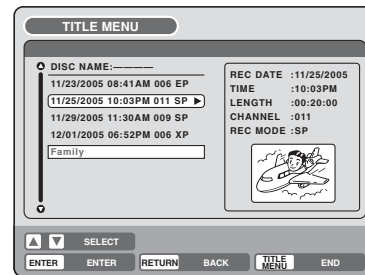 TITLE MENU
DISC NAME:––––
11/23/2005 08:41AM 006 EP
11/25/2005 10:03PM 011 SP
11/29/2005 11:30AM 009 SP
12/01/2005 06:52PM 006 XP
Family
REC DATE :11/25/2005
TIME :10:03PM
LENGTH :00:20:00
CHANNEL :011
REC MODE :SP
SELECT
ENTER ENTER RETURN BACK TITLE MENU END